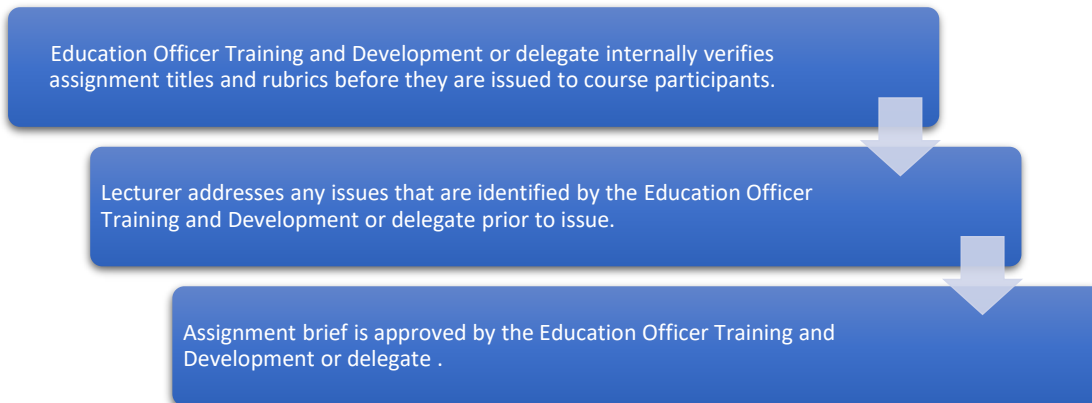 Education Officer Training and Development or delegate internally verifies
assignment titles and rubrics before they are issued to course participants.
Lecturer addresses any issues that are identified by the Education Officer
Training and Development or delegate prior to issue.
Assignment brief is approved by the Education Officer Training and
Development or delegate .